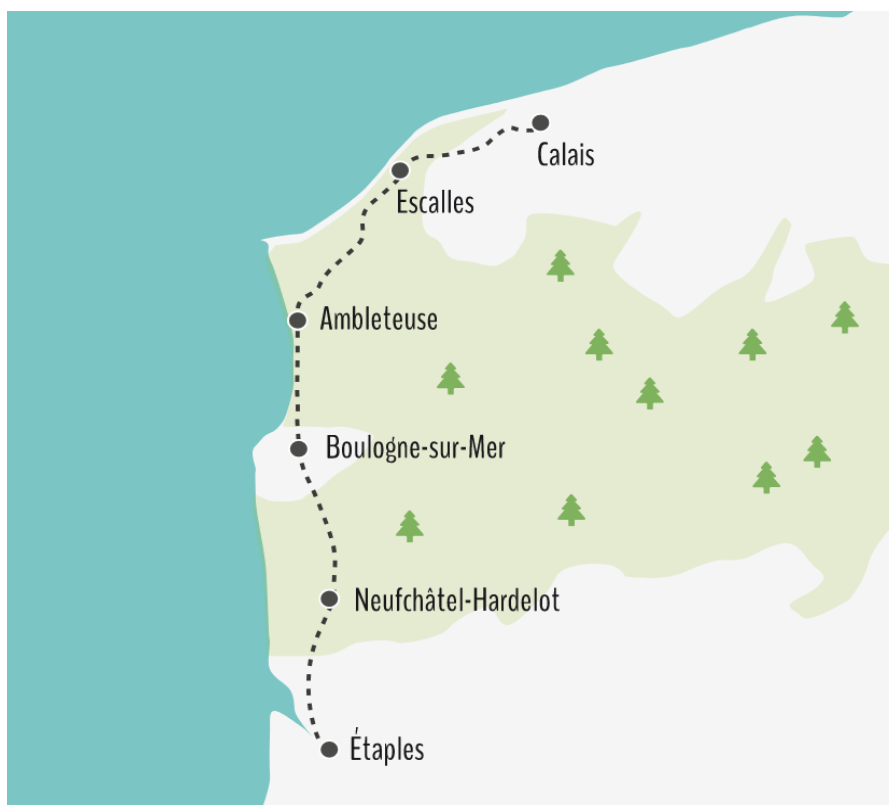 Calais
Escalles
Ambleteuse
Boulogne-sur-Mer
Neufchâtel-Hardelot
Étaples